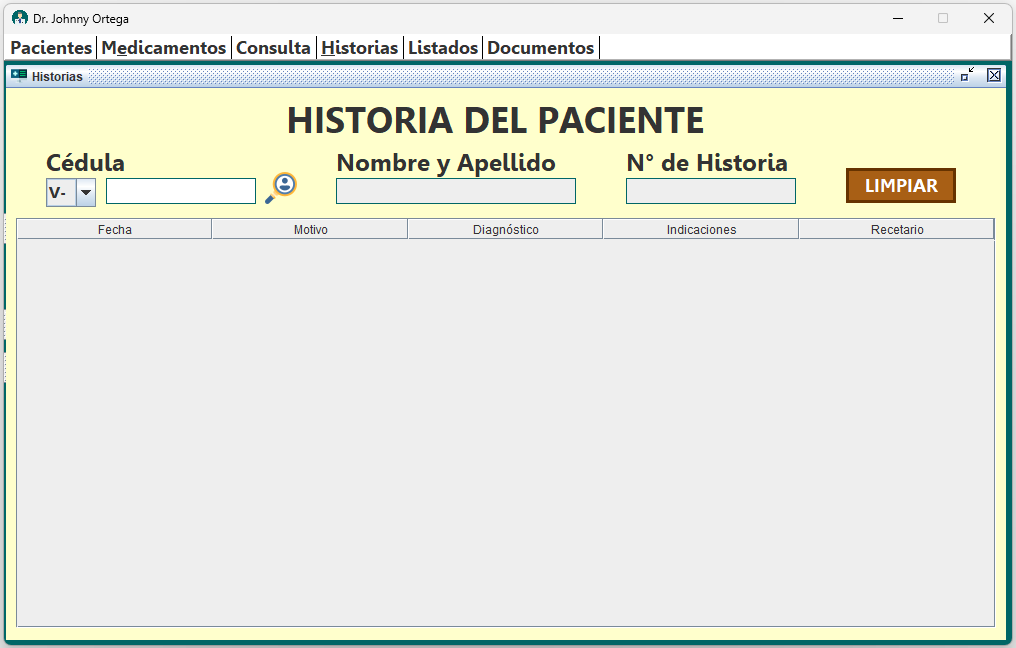 Dr. Johnny Ortega
Pacientes Medicamentos Consulta Historias Listados Documentos
Historias
HISTORIA DEL PACIENTE
Cédula Nombre y Apellido N° de Historia
V- LIMPIAR
Fecha Motivo Diagnóstico Indicaciones Recetario